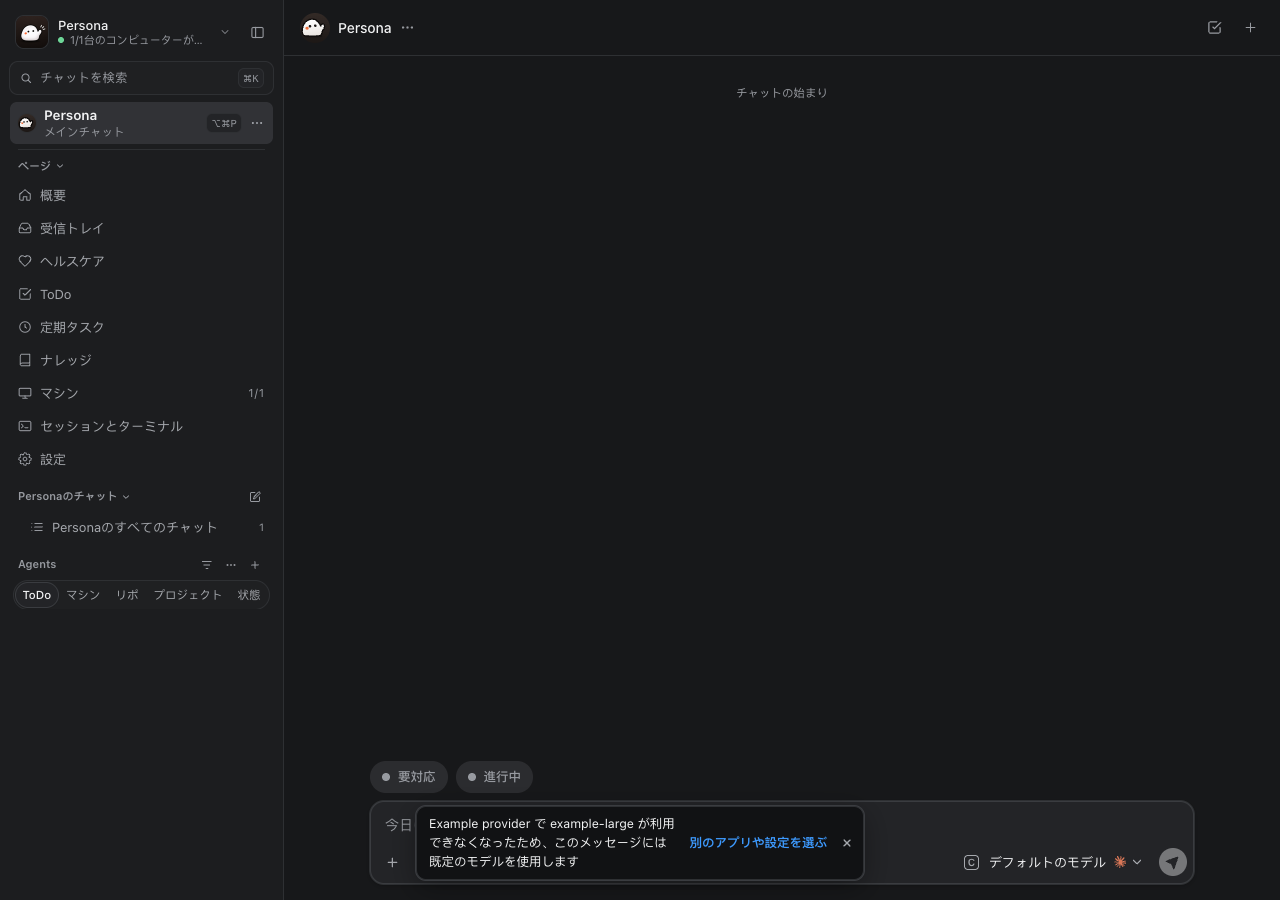 Persona
1/1台のコンピューターが...
チャットを検索
⌘K
Persona
メインチャット
⌥⌘P
ページ
概要
受信トレイ
ヘルスケア
ToDo
定期タスク
ナレッジ
マシン
1/1
セッションとターミナル
設定
Personaのチャット
Personaのすべてのチャット
1
Agents
ToDo
マシン
リポ
プロジェクト
状態
Persona
チャットの始まり
要対応
進行中
今日
Example provider で example-large が利用
できなくなったため、このメッセージには
既定のモデルを使用します
別のアプリや設定を選ぶ
C
デフォルトのモデル